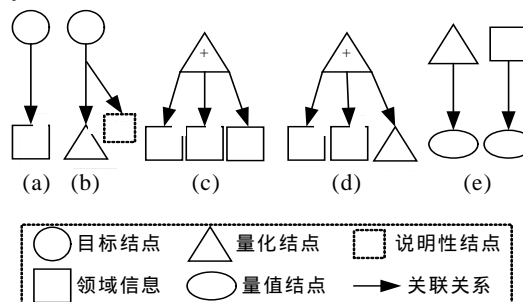 + +
(a) (b) (c) (d) (e)
目标结点 量化结点 说明性结点
领域信息 量值结点 关联关系